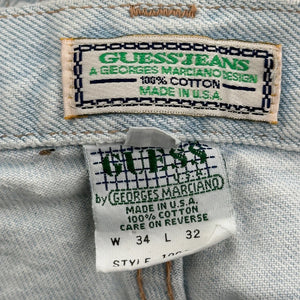 GUESS JEANS
A GEORGES MARCIANO DESIGN
100% COTTON
MADE IN U.S.A.
GUESS
U.S.A.
by GEORGES MARCIANO
MADE IN U.S.A.
100% COTTON
CARE ON REVERSE
W 34 L 32
STYLE